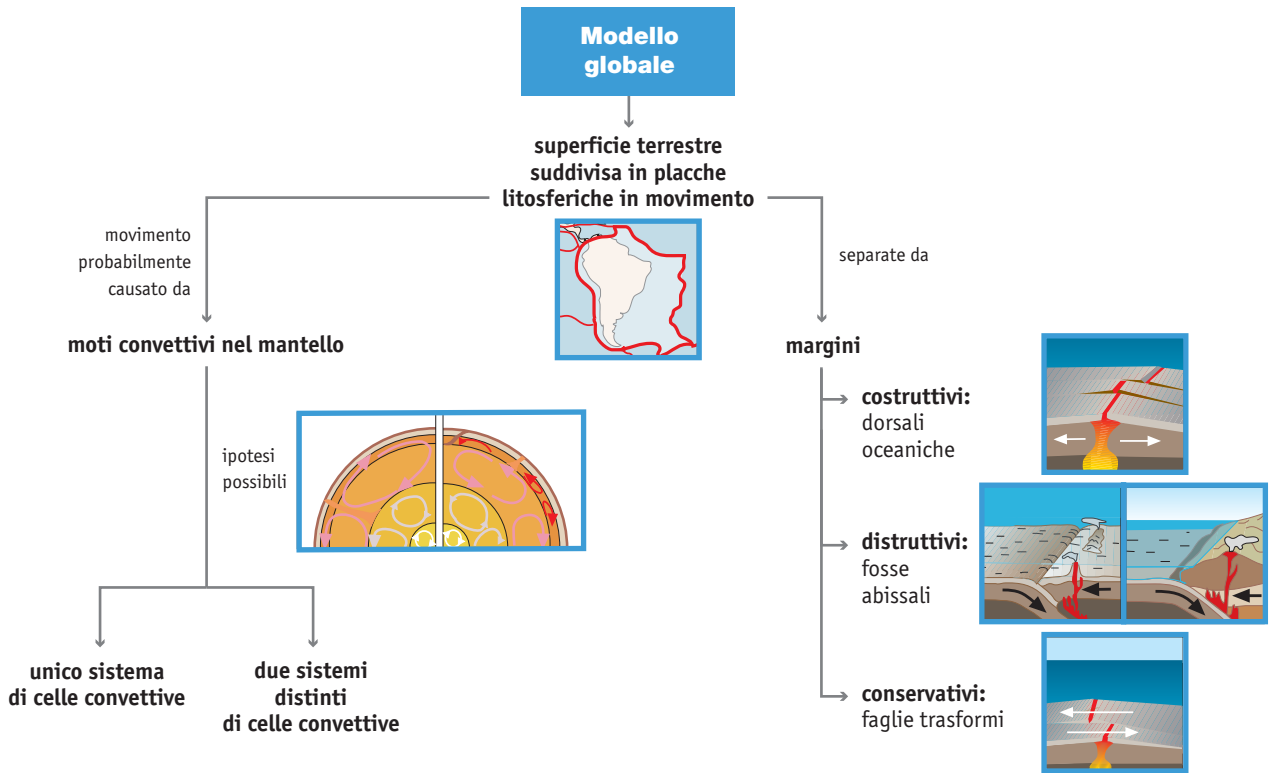 Modello
globale
superficie terrestre
suddivisa in placche
litosferiche in movimento
movimento
probabilmente
causato da
separate da
moti convettivi nel mantello
margini
ipotesi
possibili
costruttivi:
dorsali
oceaniche
distruttivi:
fosse
abissali
unico sistema
di celle convettive
due sistemi
distinti
di celle convettive
conservativi:
faglie trasformi